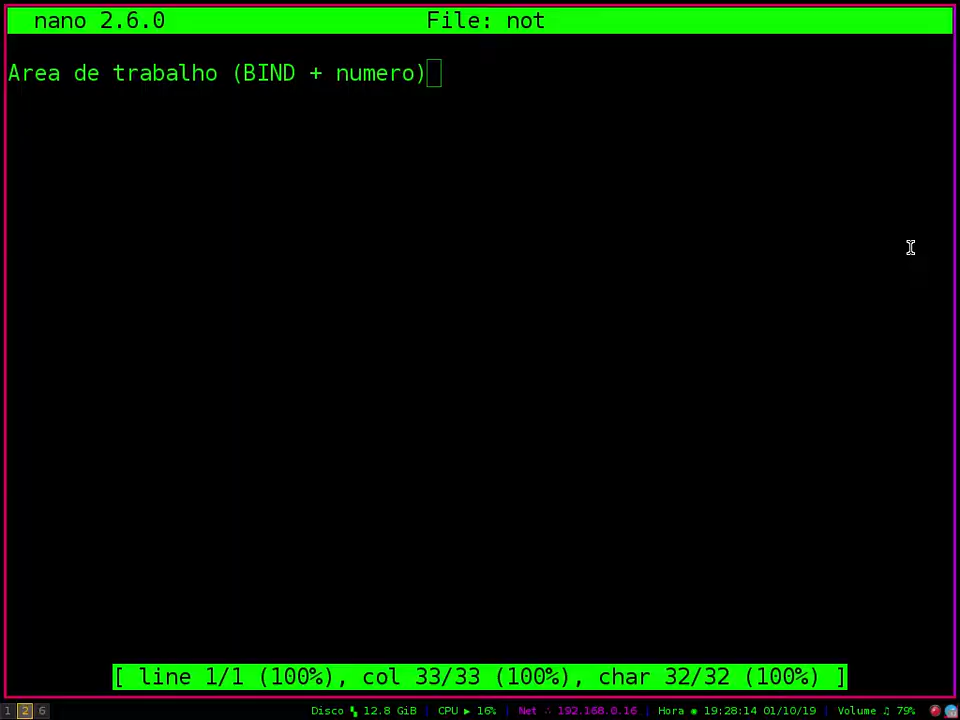 nano 2.6.0 File: not
Area de trabalho (BIND + numero)
[ line 1/1 (100%), col 33/33 (100%), char 32/32 (100%) ]
1 2 6 Disco 12.8 GiB | CPU ▶ 16% | Net 192.168.0.16 | Hora ◉ 19:28:14 01/10/19 | Volume ♫ 79%